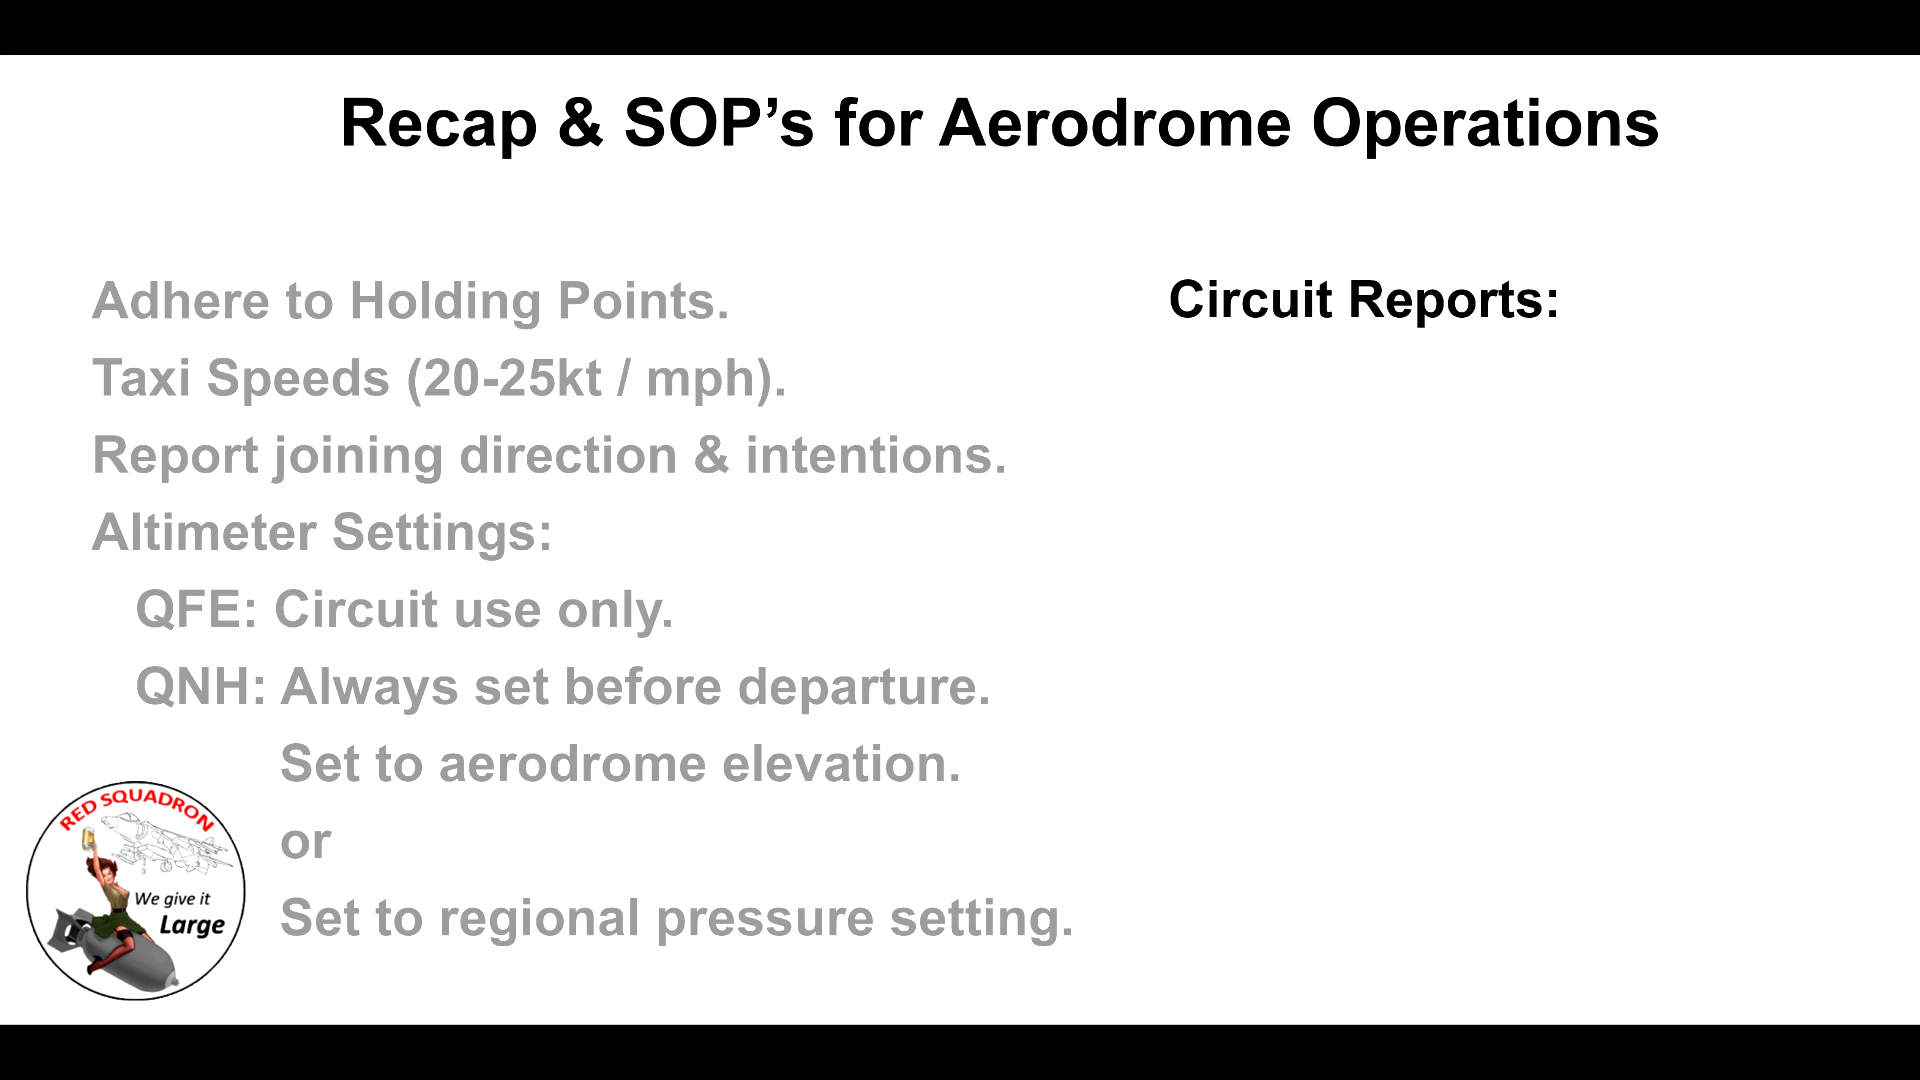 Recap & SOP’s for Aerodrome Operations
Adhere to Holding Points.
Taxi Speeds (20-25kt / mph).
Report joining direction & intentions.
Altimeter Settings:
QFE: Circuit use only.
QNH: Always set before departure.
Set to aerodrome elevation.
or
Set to regional pressure setting.
Circuit Reports:
RED SQUADRON
We give it
Large